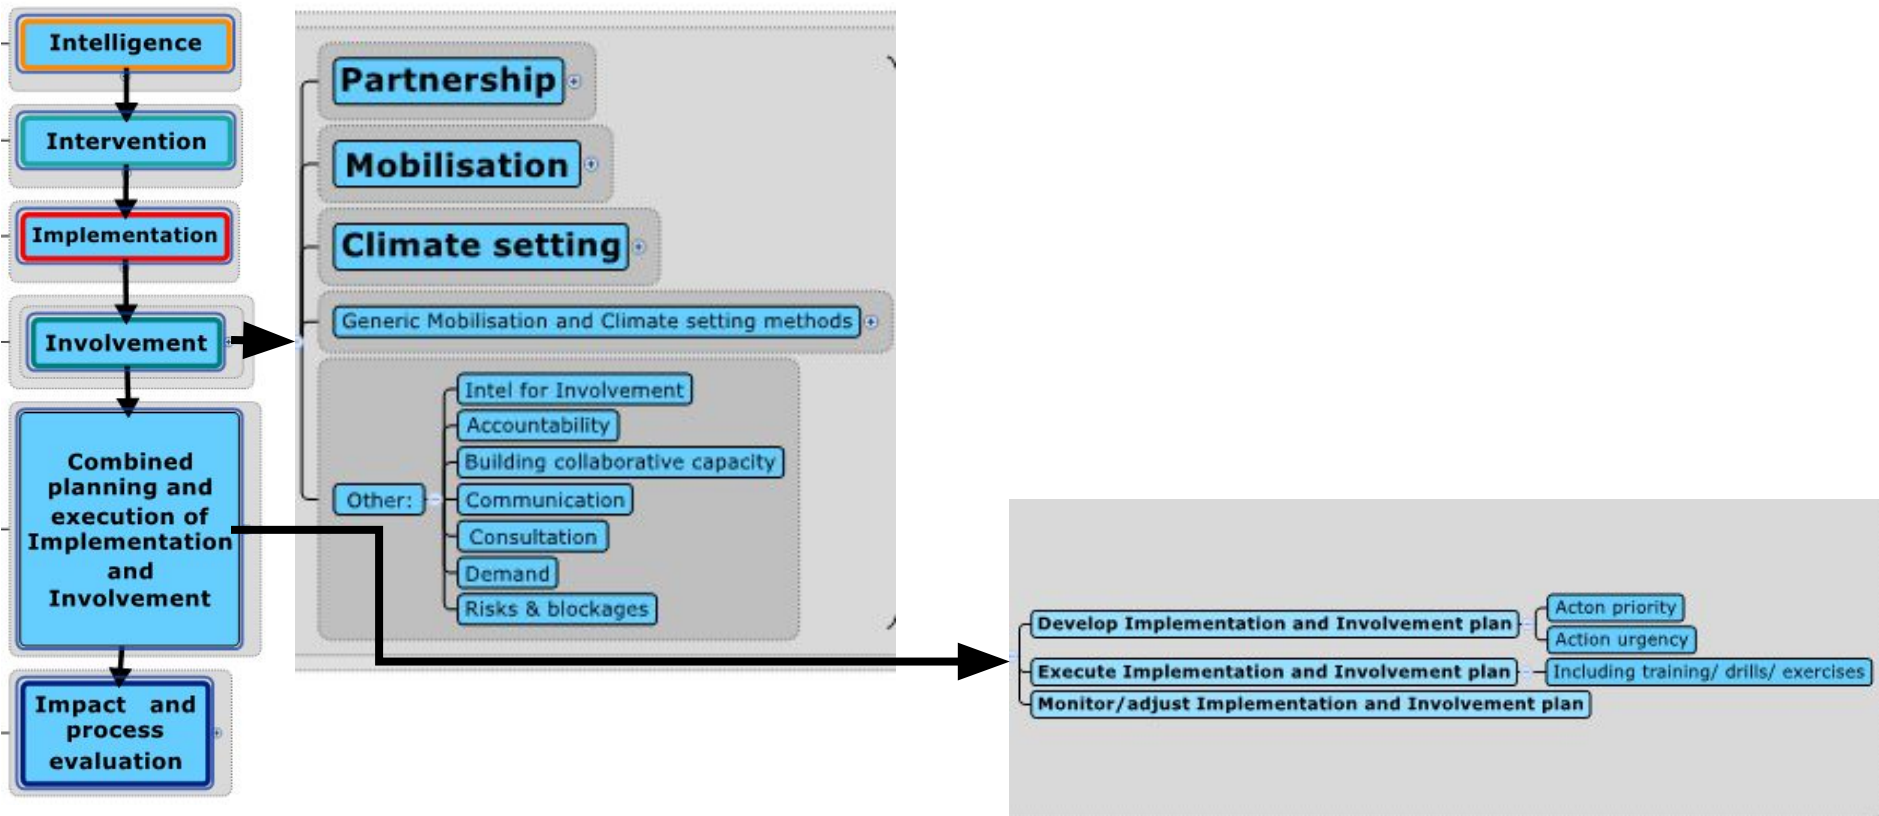 Intelligence
Intervention
Implementation
Involvement
Combined
planning and
execution of
Implementation
and
Involvement
Impact and
process
evaluation
Partnership
Mobilisation
Climate setting
Generic Mobilisation and Climate setting methods
Other:
Intel for Involvement
Accountability
Building collaborative capacity
Communication
Consultation
Demand
Risks & blockages
Develop Implementation and Involvement plan
Acton priority
Action urgency
Execute Implementation and Involvement plan
Including training/ drills/ exercises
Monitor/adjust Implementation and Involvement plan